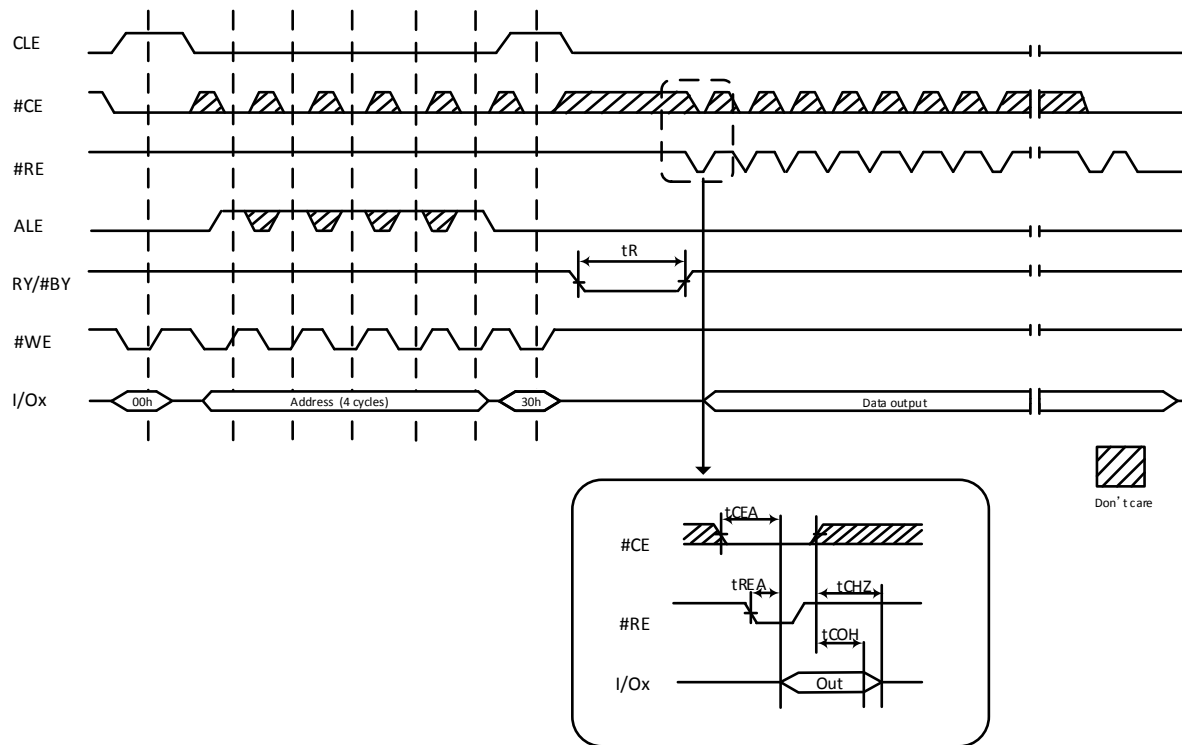 CLE
#CE
#RE
ALE
tR
RY/#BY
#WE
I/Ox
00h
Address (4 cycles)
30h
Data output
Don't care
tCEA
#CE
tREA
tCHZ
#RE
tCOH
I/Ox
Out